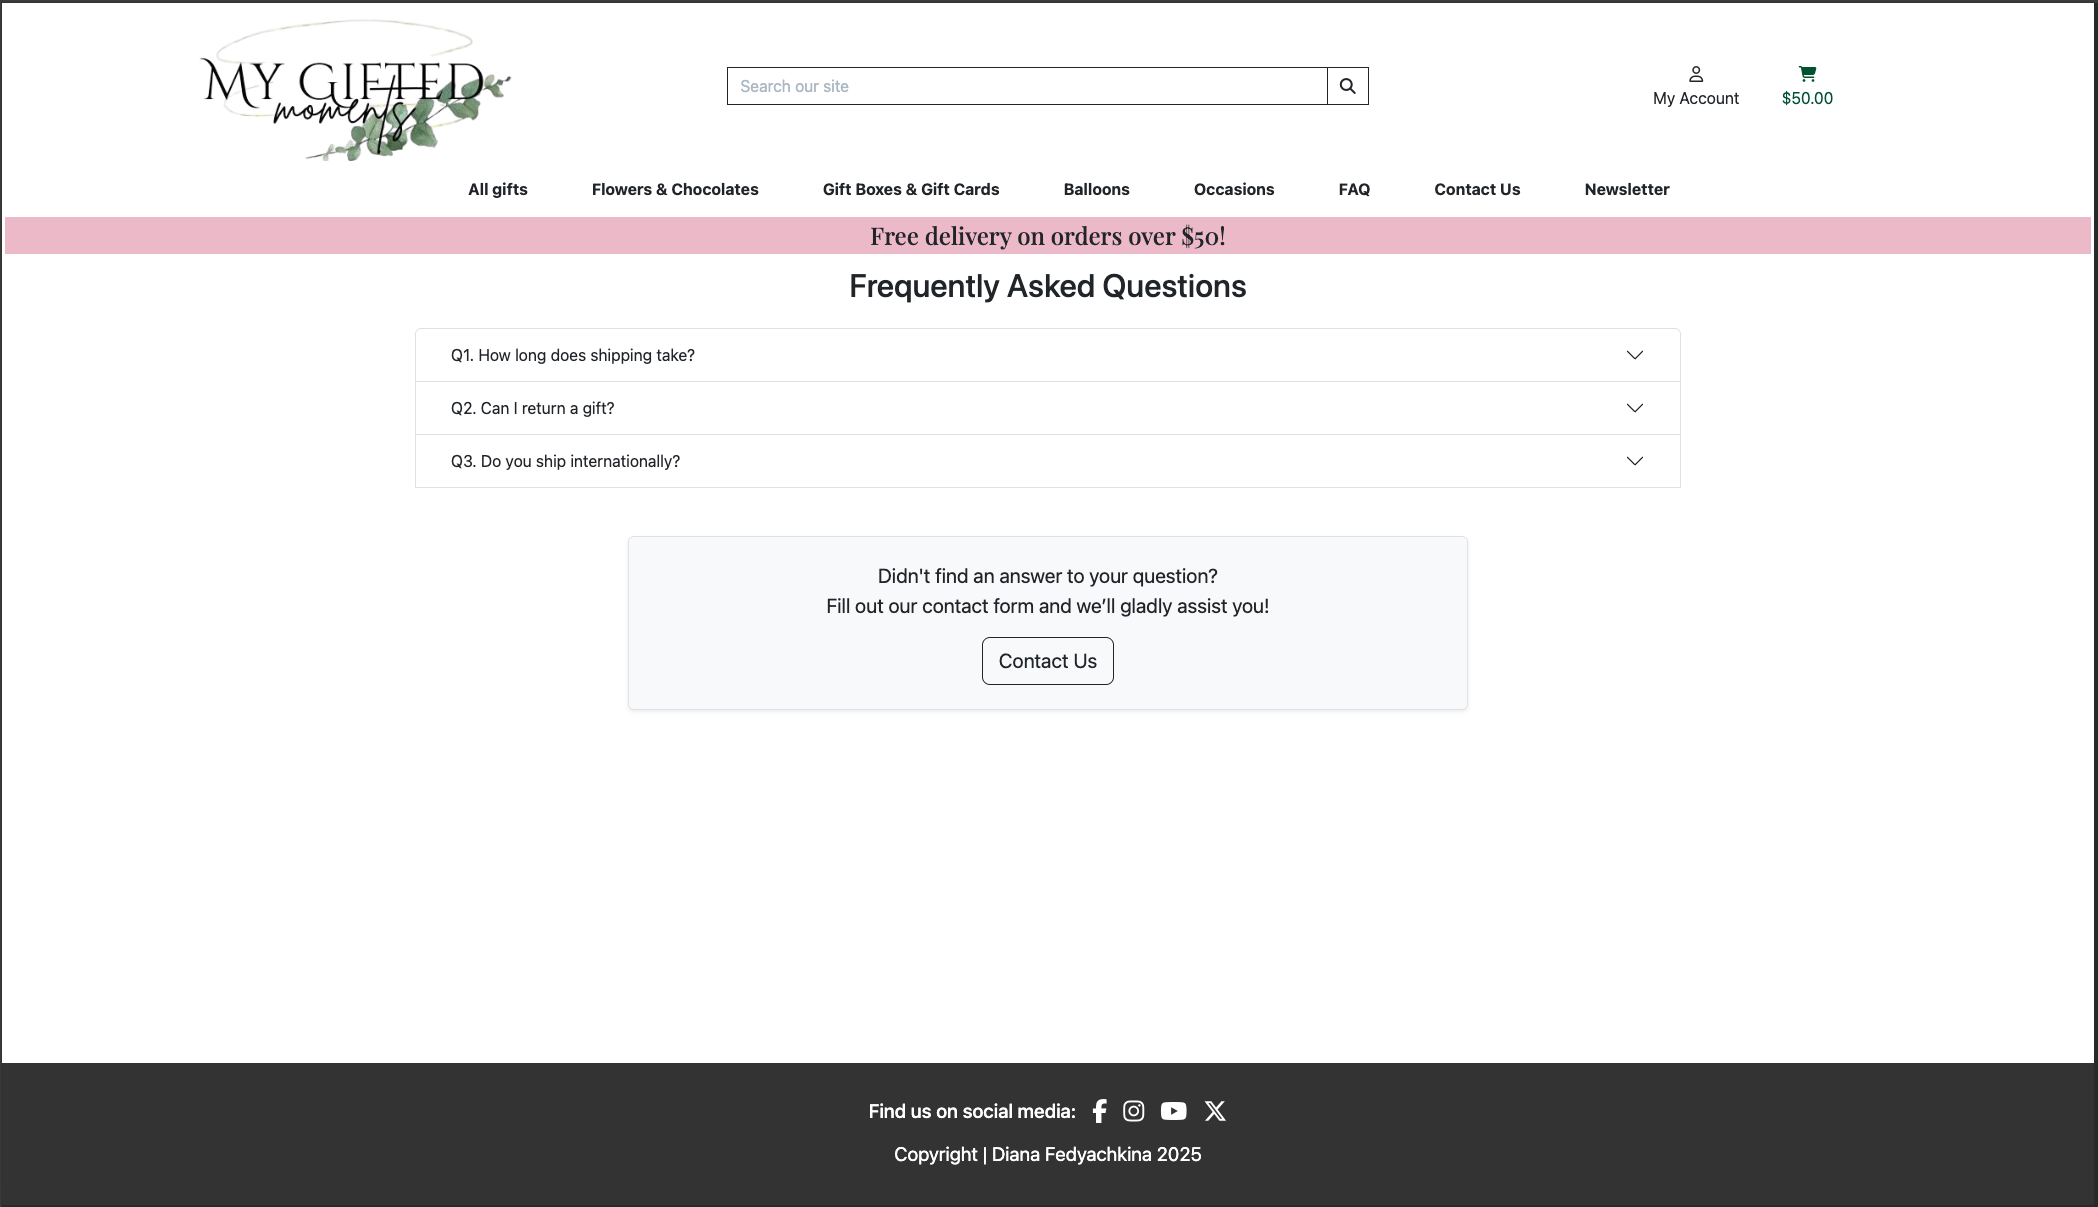 MY GIFTED
moments
Search our site
My Account
$50.00
All gifts
Flowers & Chocolates
Gift Boxes & Gift Cards
Balloons
Occasions
FAQ
Contact Us
Newsletter
Free delivery on orders over $50!
Frequently Asked Questions
Q1. How long does shipping take?
Q2. Can I return a gift?
Q3. Do you ship internationally?
Didn't find an answer to your question?
Fill out our contact form and we’ll gladly assist you!
Contact Us
Find us on social media:
Copyright | Diana Fedyachkina 2025